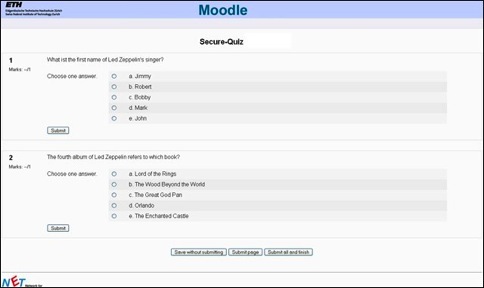 ETH
Eidgenössische Technische Hochschule Zürich
Swiss Federal Institute of Technology Zurich
Moodle
Secure-Quiz
1
Marks: --/1
What ist the first name of Led Zeppelin's singer?
Choose one answer.
a. Jimmy
b. Robert
c. Bobby
d. Mark
e. John
Submit
2
Marks: --/1
The fourth album of Led Zeppelin refers to which book?
Choose one answer.
a. Lord of the Rings
b. The Wood Beyond the World
c. The Great God Pan
d. Orlando
e. The Enchanted Castle
Submit
Save without submitting
Submit page
Submit all and finish
NET